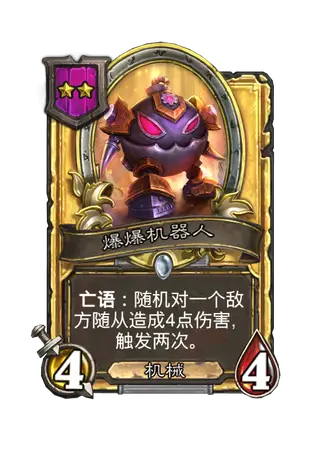 爆爆机器人
亡语：随机对一个敌
方随从造成4点伤害，
触发两次。
4
机械
4